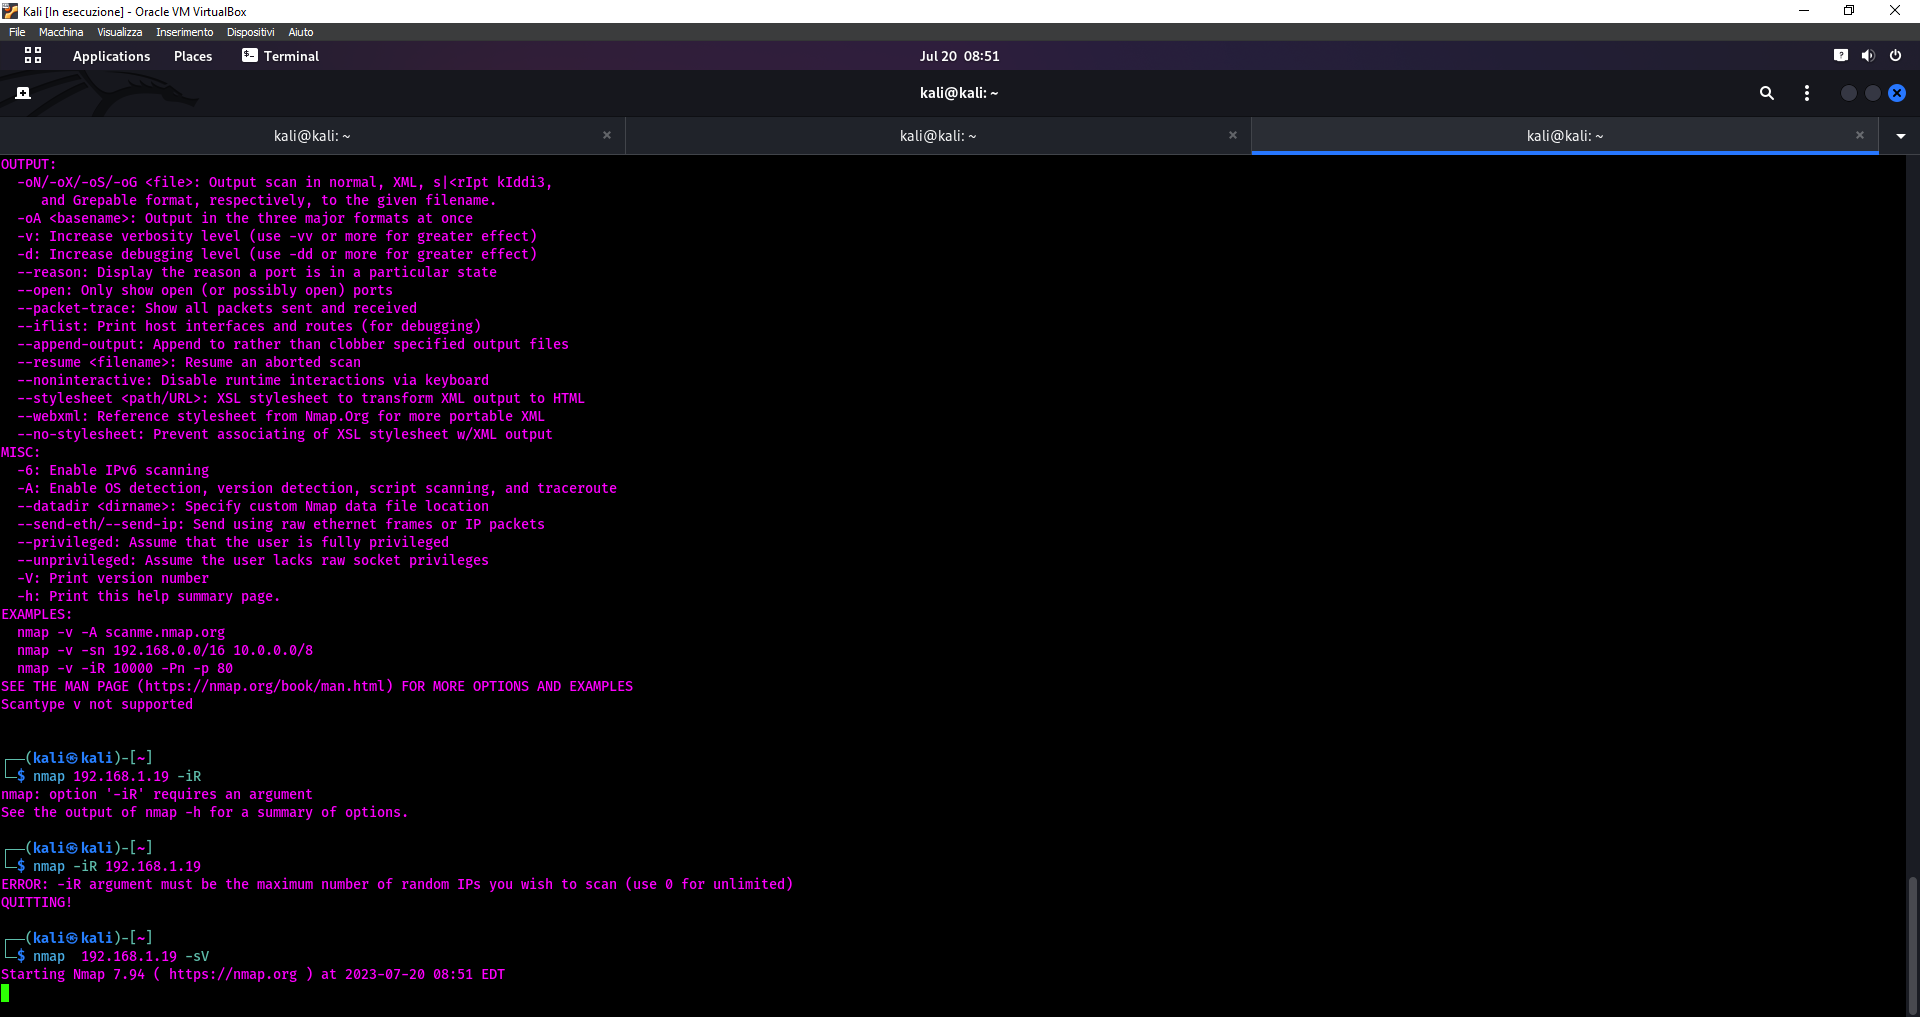 Kali [In esecuzione] - Oracle VM VirtualBox
File Macchina Visualizza Inserimento Dispositivi Aiuto
Applications Places Terminal Jul 20 08:51
kali@kali: ~
kali@kali: ~ kali@kali: ~ kali@kali: ~
OUTPUT:
  -oN/-oX/-oS/-oG <file>: Output scan in normal, XML, s|<rIpt kIddi3,
     and Grepable format, respectively, to the given filename.
  -oA <basename>: Output in the three major formats at once
  -v: Increase verbosity level (use -vv or more for greater effect)
  -d: Increase debugging level (use -dd or more for greater effect)
  --reason: Display the reason a port is in a particular state
  --open: Only show open (or possibly open) ports
  --packet-trace: Show all packets sent and received
  --iflist: Print host interfaces and routes (for debugging)
  --append-output: Append to rather than clobber specified output files
  --resume <filename>: Resume an aborted scan
  --noninteractive: Disable runtime interactions via keyboard
  --stylesheet <path/URL>: XSL stylesheet to transform XML output to HTML
  --webxml: Reference stylesheet from Nmap.Org for more portable XML
  --no-stylesheet: Prevent associating of XSL stylesheet w/XML output
MISC:
  -6: Enable IPv6 scanning
  -A: Enable OS detection, version detection, script scanning, and traceroute
  --datadir <dirname>: Specify custom Nmap data file location
  --send-eth/--send-ip: Send using raw ethernet frames or IP packets
  --privileged: Assume that the user is fully privileged
  --unprivileged: Assume the user lacks raw socket privileges
  -V: Print version number
  -h: Print this help summary page.
EXAMPLES:
  nmap -v -A scanme.nmap.org
  nmap -v -sn 192.168.0.0/16 10.0.0.0/8
  nmap -v -iR 10000 -Pn -p 80
SEE THE MAN PAGE (https://nmap.org/book/man.html) FOR MORE OPTIONS AND EXAMPLES
Scantype v not supported
┌──(kali㉿kali)-[~]
└─$ nmap 192.168.1.19 -iR
nmap: option '-iR' requires an argument
See the output of nmap -h for a summary of options.
┌──(kali㉿kali)-[~]
└─$ nmap -iR 192.168.1.19
ERROR: -iR argument must be the maximum number of random IPs you wish to scan (use 0 for unlimited)
QUITTING!
┌──(kali㉿kali)-[~]
└─$ nmap  192.168.1.19 -sV
Starting Nmap 7.94 ( https://nmap.org ) at 2023-07-20 08:51 EDT